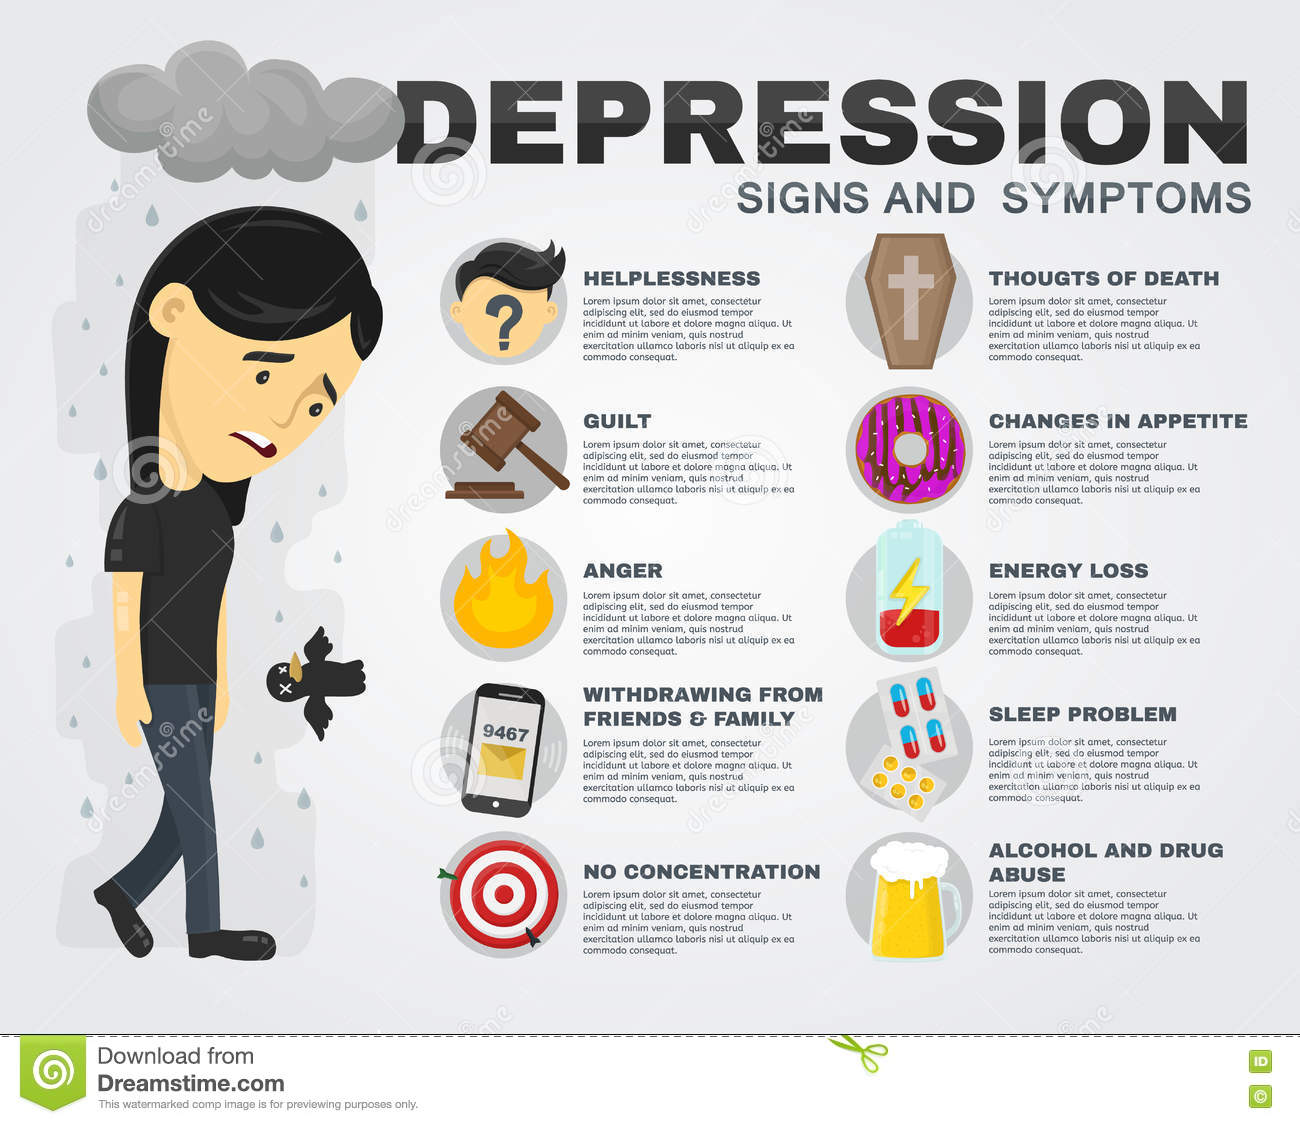 DEPRESSION
SIGNS AND SYMPTOMS
HELPLESSNESS
Lorem ipsum dolor sit amet, consectetur
adipiscing elit, sed do eiusmod tempor
incididunt ut labore et dolore magna aliqua. Ut
enim ad minim veniam, quis nostrud
exercitation ullamco laboris nisi ut aliquip ex ea
commodo consequat.
GUILT
Lorem ipsum dolor sit amet, consectetur
adipiscing elit, sed do eiusmod tempor
incididunt ut labore et dolore magna aliqua. Ut
enim ad minim veniam, quis nostrud
exercitation ullamco laboris nisi ut aliquip ex ea
commodo consequat.
ANGER
Lorem ipsum dolor sit amet, consectetur
adipiscing elit, sed do eiusmod tempor
incididunt ut labore et dolore magna aliqua. Ut
enim ad minim veniam, quis nostrud
exercitation ullamco laboris nisi ut aliquip ex ea
commodo consequat.
9467
WITHDRAWING FROM
FRIENDS & FAMILY
Lorem ipsum dolor sit amet, consectetur
adipiscing elit, sed do eiusmod tempor
incididunt ut labore et dolore magna aliqua. Ut
enim ad minim veniam, quis nostrud
exercitation ullamco laboris nisi ut aliquip ex ea
commodo consequat.
NO CONCENTRATION
Lorem ipsum dolor sit amet, consectetur
adipiscing elit, sed do eiusmod tempor
incididunt ut labore et dolore magna aliqua. Ut
enim ad minim veniam, quis nostrud
exercitation ullamco laboris nisi ut aliquip ex ea
commodo consequat.
THOUGTS OF DEATH
Lorem ipsum dolor sit amet, consectetur
adipiscing elit, sed do eiusmod tempor
incididunt ut labore et dolore magna aliqua. Ut
enim ad minim veniam, quis nostrud
exercitation ullamco laboris nisi ut aliquip ex ea
commodo consequat.
CHANGES IN APPETITE
Lorem ipsum dolor sit amet, consectetur
adipiscing elit, sed do eiusmod tempor
incididunt ut labore et dolore magna aliqua. Ut
enim ad minim veniam, quis nostrud
exercitation ullamco laboris nisi ut aliquip ex ea
commodo consequat.
ENERGY LOSS
Lorem ipsum dolor sit amet, consectetur
adipiscing elit, sed do eiusmod tempor
incididunt ut labore et dolore magna aliqua. Ut
enim ad minim veniam, quis nostrud
exercitation ullamco laboris nisi ut aliquip ex ea
commodo consequat.
SLEEP PROBLEM
Lorem ipsum dolor sit amet, consectetur
adipiscing elit, sed do eiusmod tempor
incididunt ut labore et dolore magna aliqua. Ut
enim ad minim veniam, quis nostrud
exercitation ullamco laboris nisi ut aliquip ex ea
commodo consequat.
ALCOHOL AND DRUG
ABUSE
Lorem ipsum dolor sit amet, consectetur
adipiscing elit, sed do eiusmod tempor
incididunt ut labore et dolore magna aliqua. Ut
enim ad minim veniam, quis nostrud
exercitation ullamco laboris nisi ut aliquip ex ea
commodo consequat.
Download from
Dreamstime.com
This watermarked comp image is for previewing purposes only.
ID
©